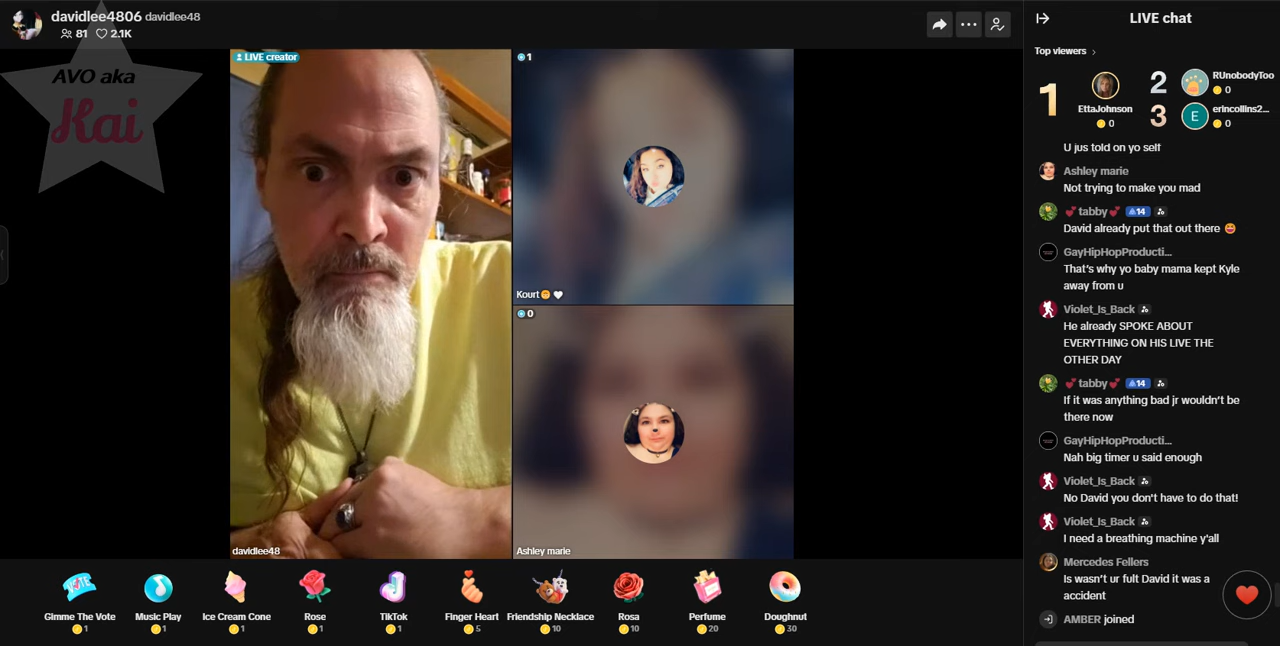 davidlee4806 davidlee48
81 2.1K
AVO aka
Kai
LIVE creator
davidlee48
1
Kourt
0
Ashley marie
Gimme The Vote
1
Music Play
1
Ice Cream Cone
1
Rose
1
TikTok
1
Finger Heart
5
Friendship Necklace
10
Rosa
10
Perfume
20
Doughnut
30
LIVE chat
Top viewers
1
EttaJohnson
0
2
RUnobodyToo
0
3
E
erincollins2...
0
U jus told on yo self
Ashley marie
Not trying to make you mad
tabby 14
David already put that out there
GayHipHopProducti...
That's why yo baby mama kept Kyle
away from u
Violet_Is_Back
He already SPOKE ABOUT
EVERYTHING ON HIS LIVE THE
OTHER DAY
tabby 14
If it was anything bad jr wouldn't be
there now
GayHipHopProducti...
Nah big timer u said enough
Violet_Is_Back
No David you don't have to do that!
Violet_Is_Back
I need a breathing machine y'all
Mercedes Fellers
Is wasn't ur fult David it was a
accident
AMBER joined